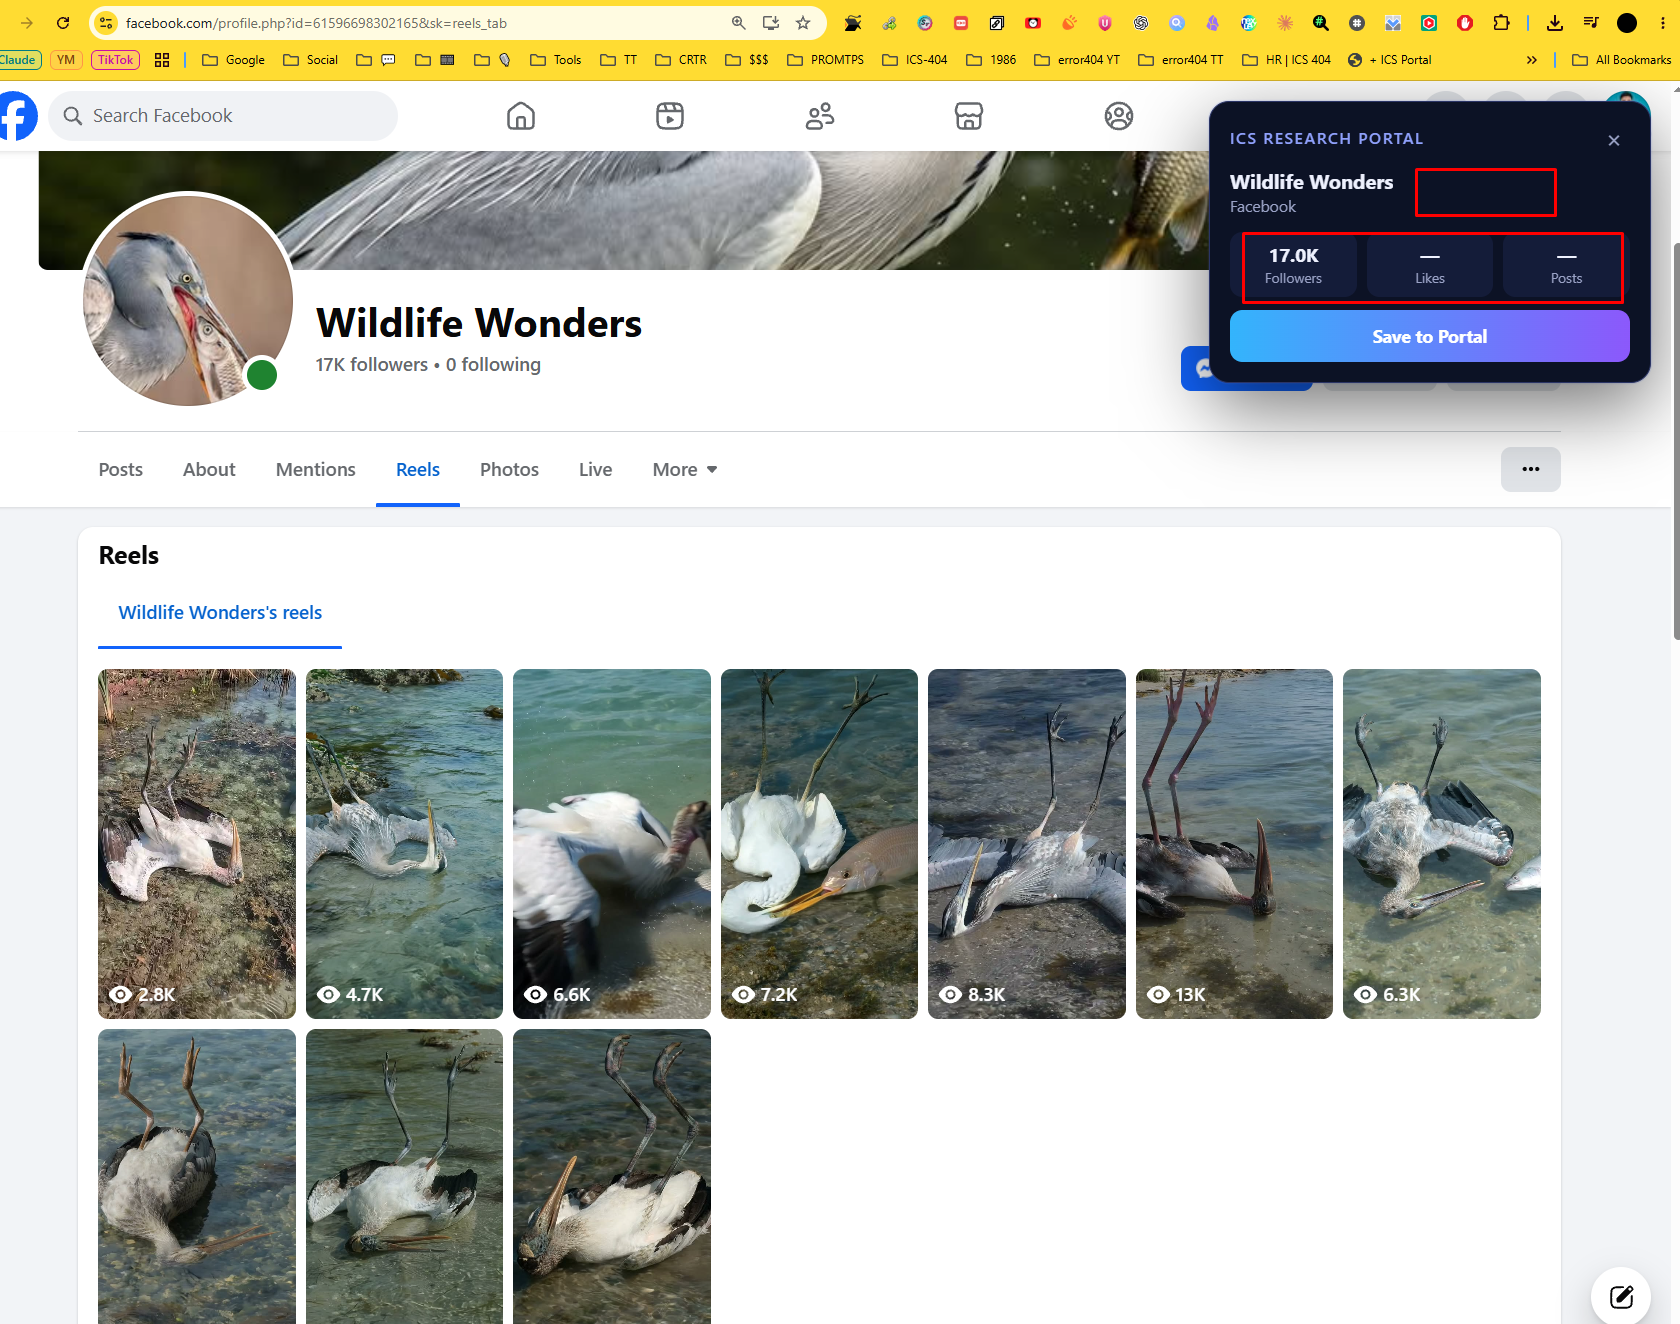 facebook.com/profile.php?id=61596698302165&sk=reels_tab
Claude YM TikTok Google Social Tools TT CRTR $$$ PROMTPS ICS-404 1986 error404 YT error404 TT HR | ICS 404 + ICS Portal » All Bookmarks
Search Facebook
ICS RESEARCH PORTAL
Wildlife Wonders
Facebook
17.0K — —
Followers Likes Posts
Save to Portal
Wildlife Wonders
17K followers • 0 following
Posts About Mentions Reels Photos Live More
Reels
Wildlife Wonders's reels
2.8K 4.7K 6.6K 7.2K 8.3K 13K 6.3K